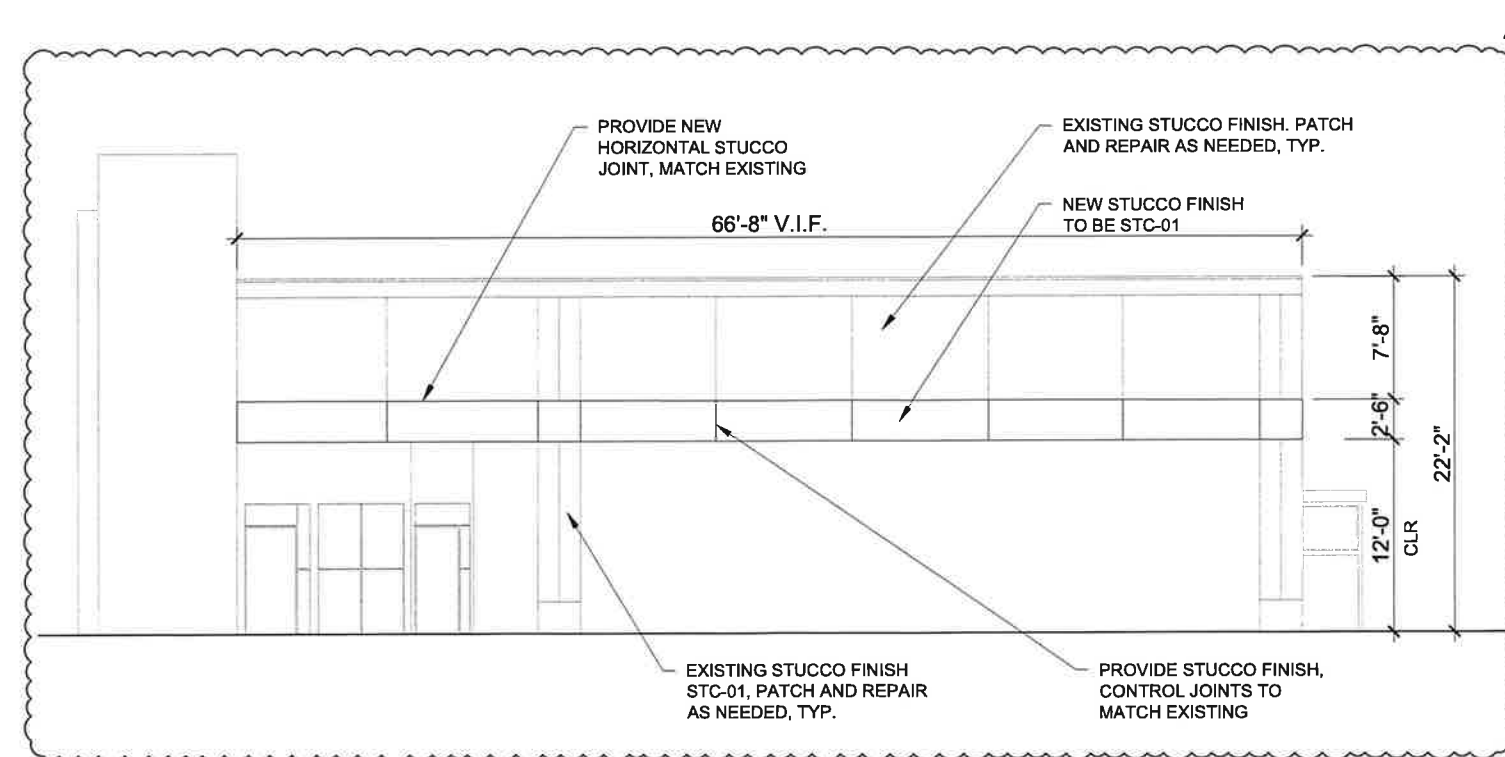 PROVIDE NEW
HORIZONTAL STUCCO
JOINT, MATCH EXISTING
EXISTING STUCCO FINISH. PATCH
AND REPAIR AS NEEDED, TYP.
NEW STUCCO FINISH
TO BE STC-01
66'-8" V.I.F.
7'-8"
2'-6"
22'-2"
12'-0"
CLR
EXISTING STUCCO FINISH
STC-01, PATCH AND REPAIR
AS NEEDED, TYP.
PROVIDE STUCCO FINISH,
CONTROL JOINTS TO
MATCH EXISTING